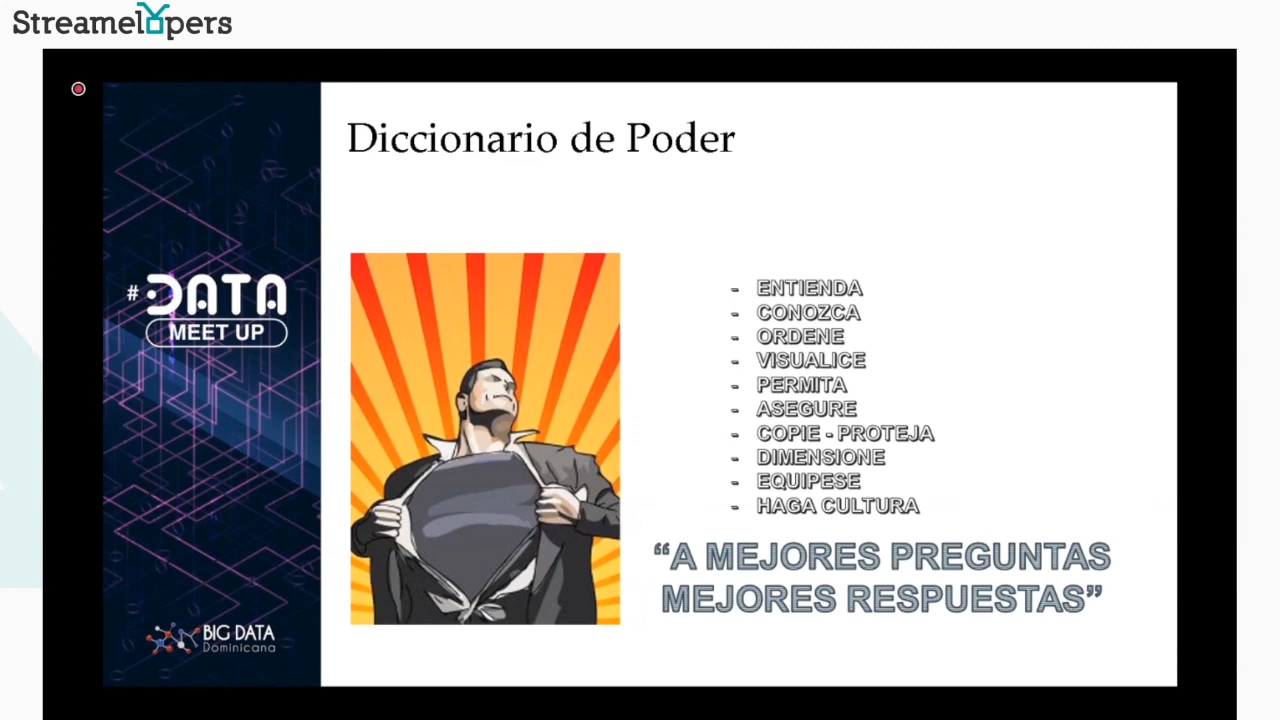 Streamelopers
Diccionario de Poder
# DATA
MEET UP
- ENTIENDA
- CONOZCA
- ORDENE
- VISUALICE
- PERMITA
- ASEGURE
- COPIE - PROTEJA
- DIMENSIONE
- EQUIPESE
- HAGA CULTURA
“A MEJORES PREGUNTAS
MEJORES RESPUESTAS”
BIG DATA
Dominicana